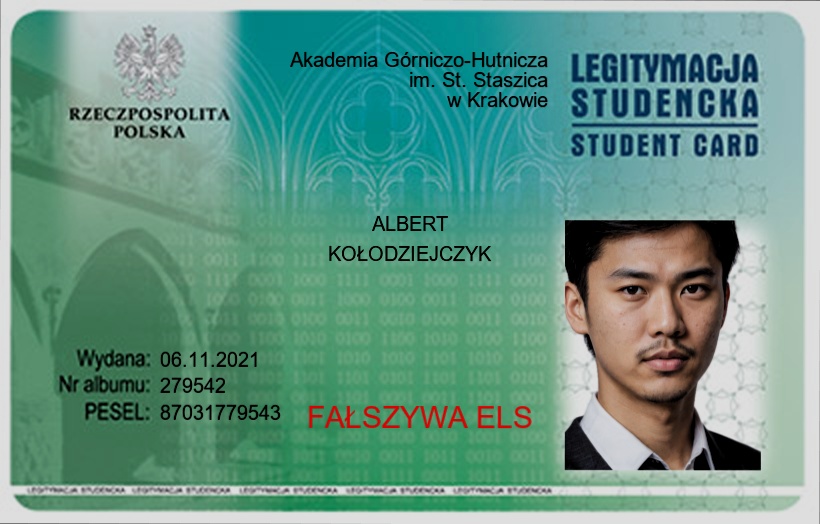 RZECZPOSPOLITA
POLSKA
Akademia Górniczo-Hutnicza
im. St. Staszica
w Krakowie
LEGITYMACJA
STUDENCKA
STUDENT CARD
ALBERT
KOŁODZIEJCZYK
Wydana: 06.11.2021
Nr albumu: 279542
PESEL: 87031779543
FAŁSZYWA ELS
LEGITYMACJA STUDENCKA LEGITYMACJA STUDENCKA LEGITYMACJA STUDENCKA LEGITYMACJA STUDENCKA LEGITYMACJA STUDENCKA